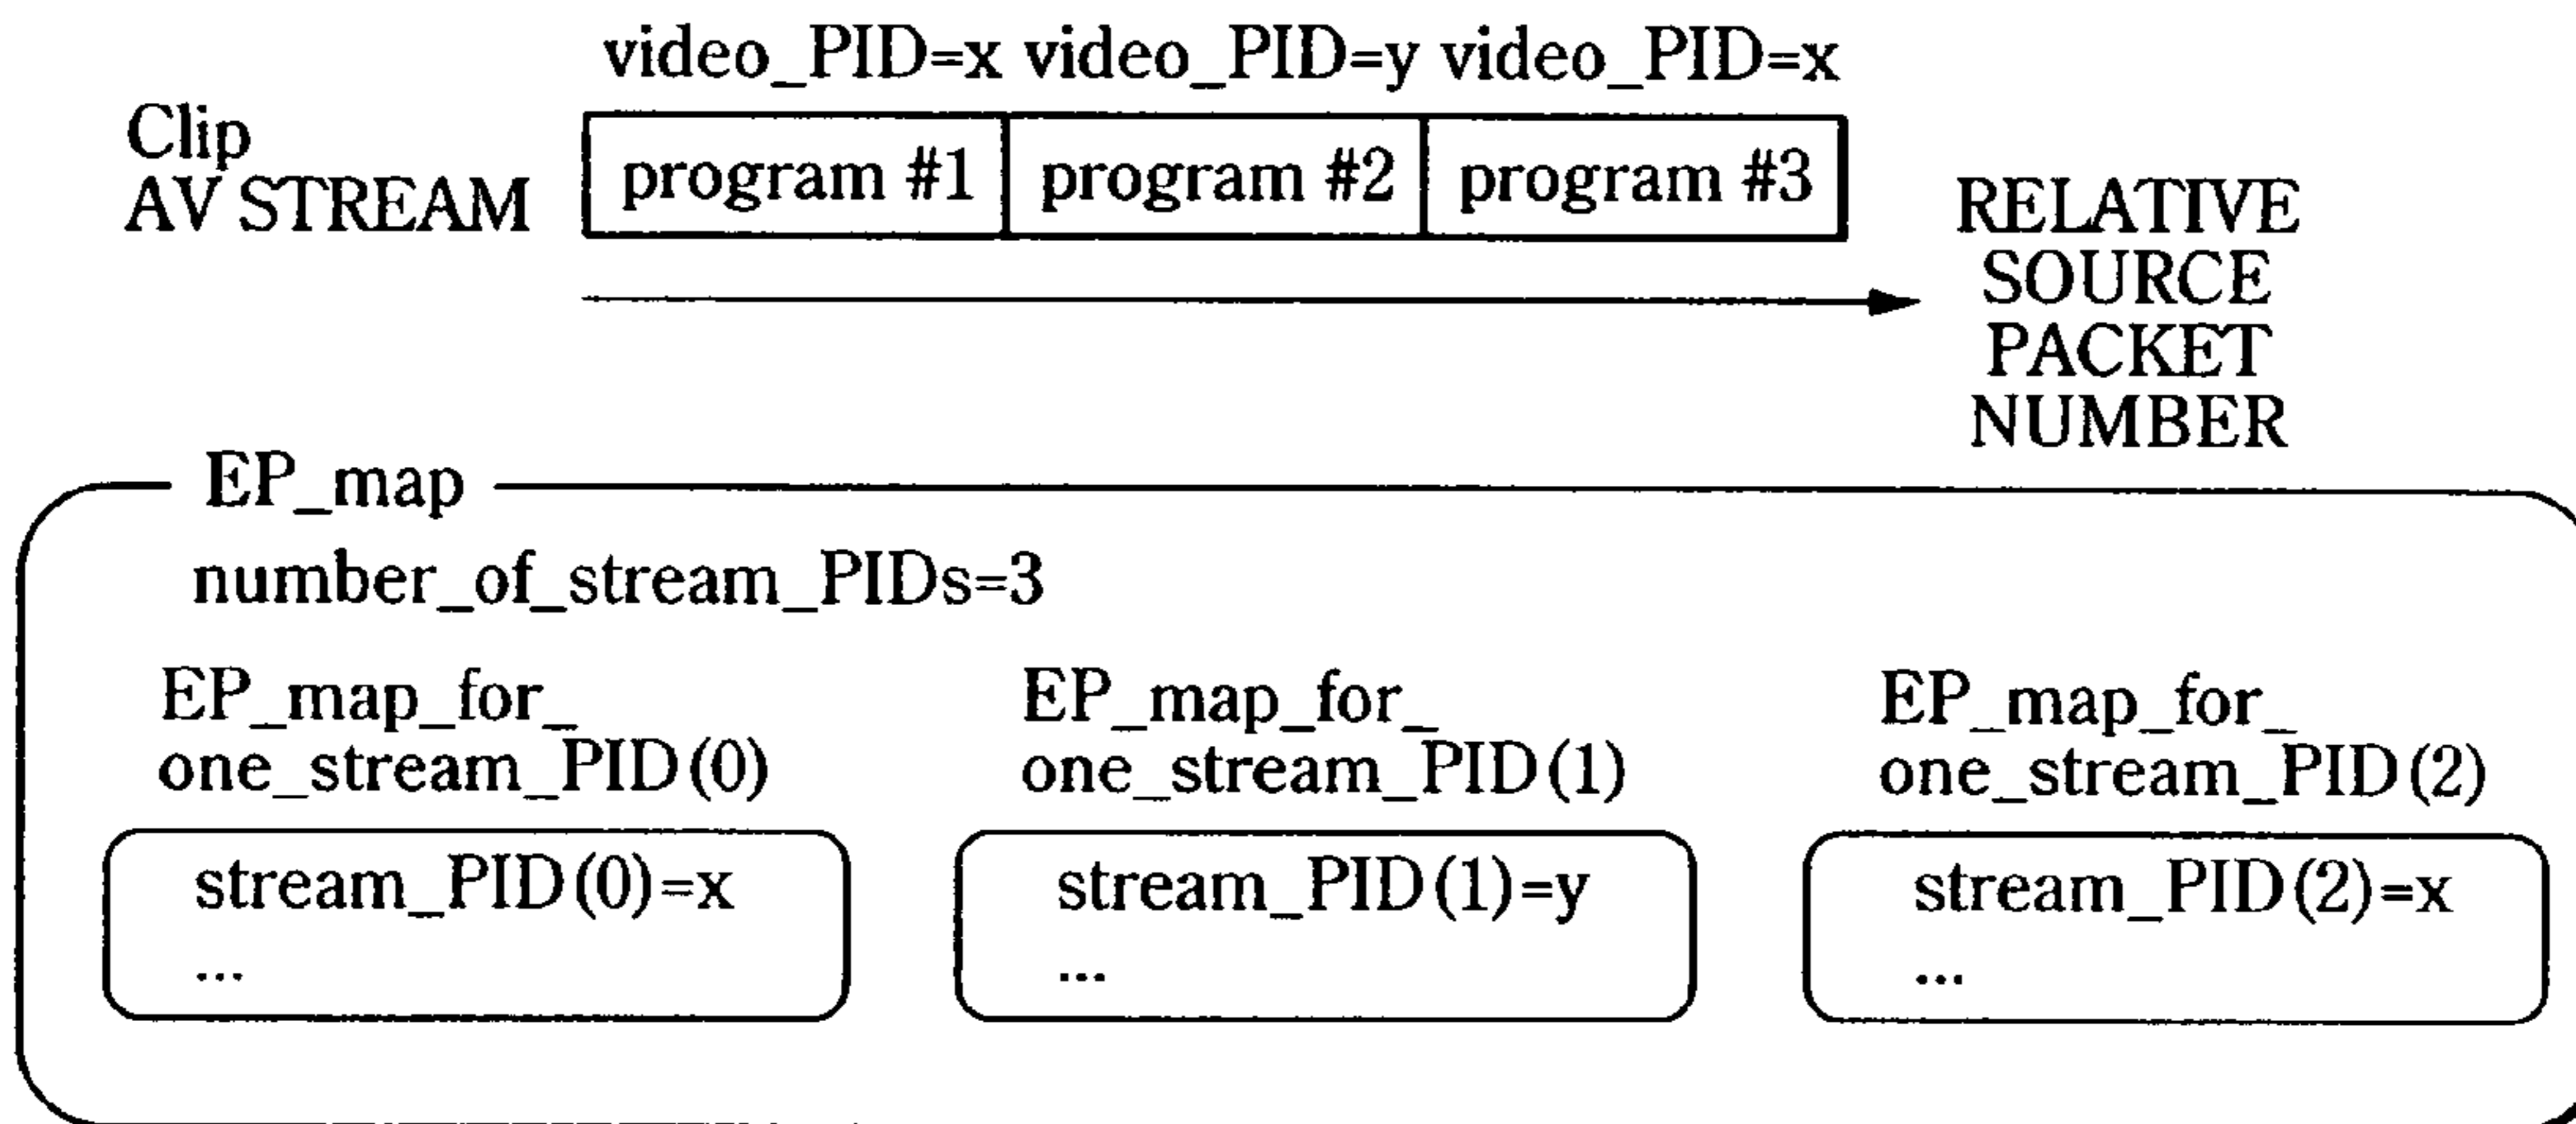 video_PID=x video_PID=y video_PID=x
Clip
AV STREAM
program #1 program #2 program #3
RELATIVE
SOURCE
PACKET
NUMBER
EP_map
number_of_stream_PIDs=3
EP_map_for_
one_stream_PID(0)
EP_map_for_
one_stream_PID(1)
EP_map_for_
one_stream_PID(2)
stream_PID(0)=x
...
stream_PID(1)=y
...
stream_PID(2)=x
...